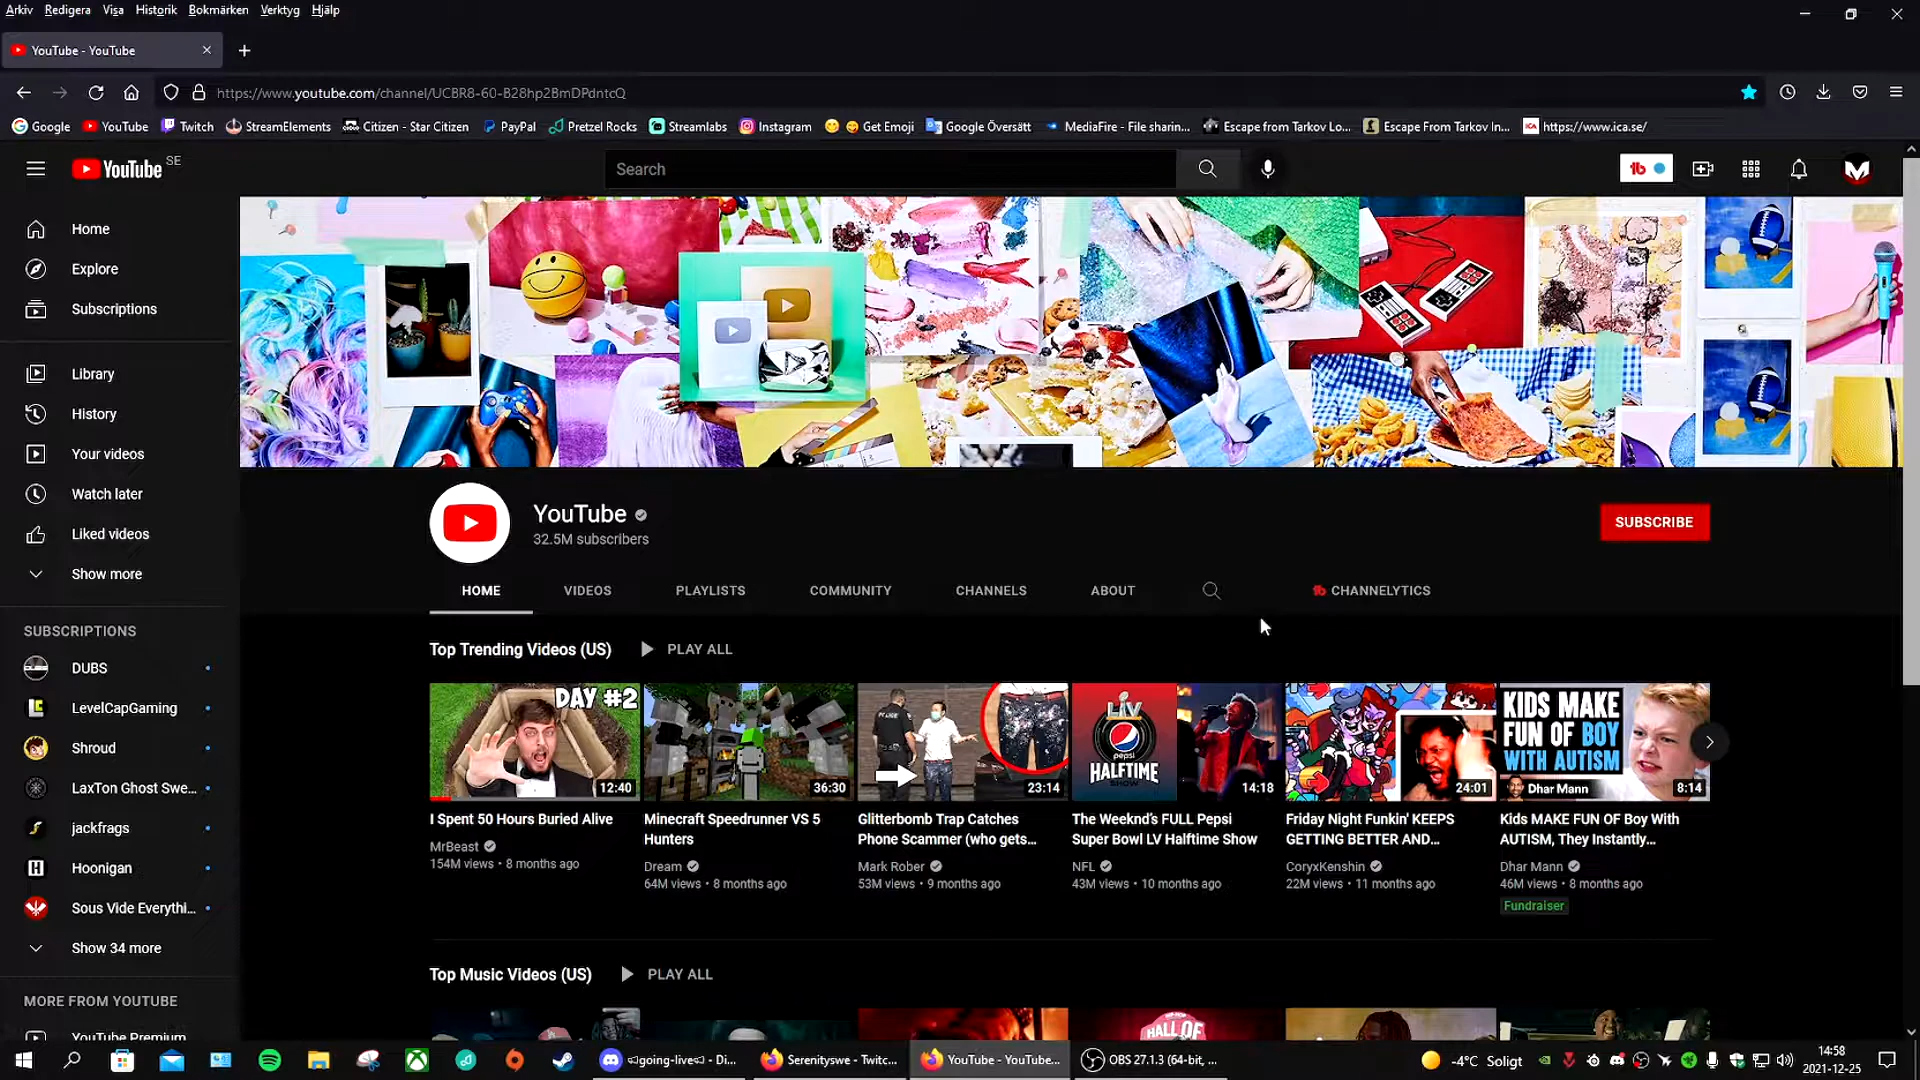 Arkiv Redigera Visa Historik Bokmärken Verktyg Hjälp
YouTube - YouTube
https://www.youtube.com/channel/UCBR8-60-B28hp2BmDPdntcQ
Google YouTube Twitch StreamElements Citizen - Star Citizen PayPal Pretzel Rocks Streamlabs Instagram Get Emoji Google Översätt MediaFire - File sharin... Escape from Tarkov Lo... Escape From Tarkov In... ICA https://www.ica.se/
YouTube SE
Search
Home
Explore
Subscriptions
Library
History
Your videos
Watch later
Liked videos
Show more
SUBSCRIPTIONS
DUBS
LevelCapGaming
Shroud
LaxTon Ghost Swe...
jackfrags
Hoonigan
Sous Vide Everythi...
Show 34 more
MORE FROM YOUTUBE
YouTube Premium
YouTube
32.5M subscribers
SUBSCRIBE
HOME VIDEOS PLAYLISTS COMMUNITY CHANNELS ABOUT CHANNELYTICS
Top Trending Videos (US) PLAY ALL
DAY #2
12:40
I Spent 50 Hours Buried Alive
MrBeast
154M views • 8 months ago
36:30
Minecraft Speedrunner VS 5
Hunters
Dream
64M views • 8 months ago
23:14
Glitterbomb Trap Catches
Phone Scammer (who gets...
Mark Rober
53M views • 9 months ago
LIV
pepsi
HALFTIME
SHOW
14:18
The Weeknd's FULL Pepsi
Super Bowl LV Halftime Show
NFL
43M views • 10 months ago
24:01
Friday Night Funkin' KEEPS
GETTING BETTER AND...
CoryxKenshin
22M views • 11 months ago
KIDS MAKE
FUN OF BOY
WITH AUTISM
Dhar Mann
8:14
Kids MAKE FUN OF Boy With
AUTISM, They Instantly...
Dhar Mann
46M views • 8 months ago
Fundraiser
Top Music Videos (US) PLAY ALL
HALL OF
going-live - Di... Serenityswe - Twitc... YouTube - YouTube... OBS 27.1.3 (64-bit, ...
-4°C Soligt
14:58
2021-12-25